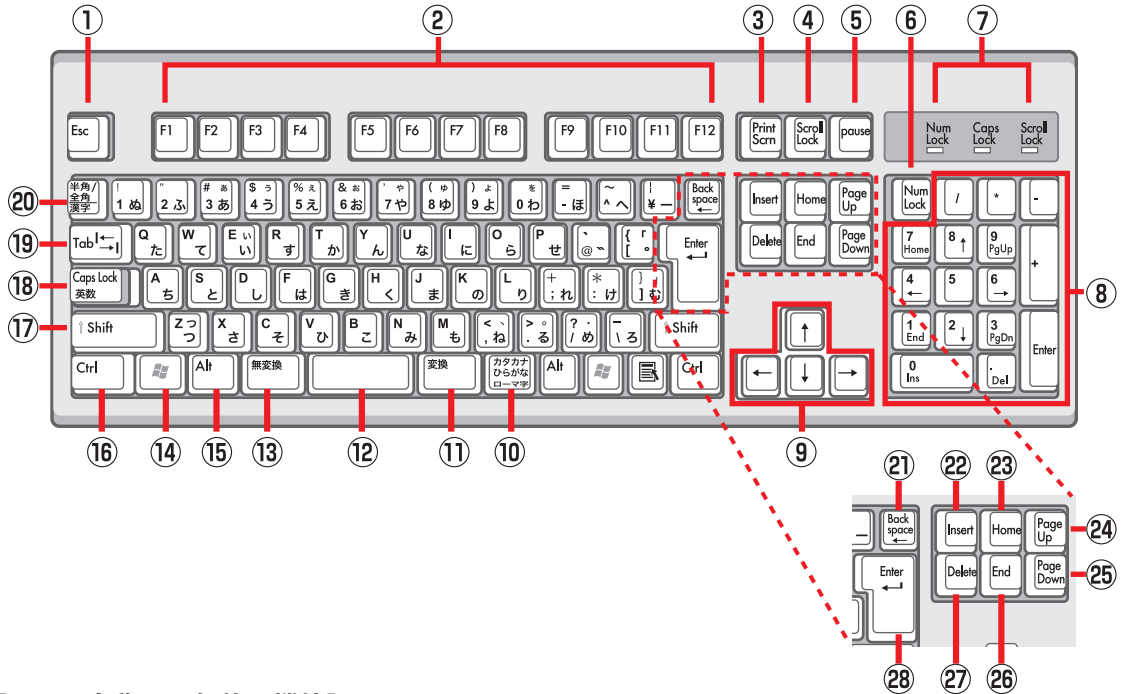 ① ② ③ ④ ⑤ ⑥ ⑦
Esc F1 F2 F3 F4 F5 F6 F7 F8 F9 F10 F11 F12 Print Scrn Scroll Lock pause
Num Lock Caps Lock Scroll Lock
⑳ 半角/全角 漢字 ! 1 ぬ " 2 ふ # ぁ 3 あ $ ぅ 4 う % ぇ 5 え & ぉ 6 お ' ゃ 7 や ( ゅ 8 ゆ ) ょ 9 よ を 0 わ = - ほ ~ ^ へ ¦ ¥ ー Back space ← Insert Home Page Up Num Lock / * -
⑲ Tab Q た W て E ぃ い R す T か Y ん U な I に O ら P せ ` @ ゛ { 「 [ ゜ Enter Delete End Page Down 7 Home 8 ↑ 9 PgUp +
⑱ Caps Lock 英数 A ち S と D し F は G き H く J ま K の L り + ; れ * : け } ] む 4 ← 5 6 → ⑧
⑰ ⇧ Shift Z っ つ X さ C そ V ひ B こ N み M も < 、 , ね > 。 . る ? ・ / め _ \ ろ Shift ↑ 1 End 2 ↓ 3 PgDn Enter
Ctrl Alt 無変換 変換 カタカナ ひらがな ローマ字 Alt Ctrl ← ↓ → 0 Ins . Del
⑯ ⑭ ⑮ ⑬ ⑫ ⑪ ⑩ ⑨
㉑ ㉒ ㉓
Back space ← Insert Home Page Up ㉔
Enter Delete End Page Down ㉕
㉘ ㉗ ㉖